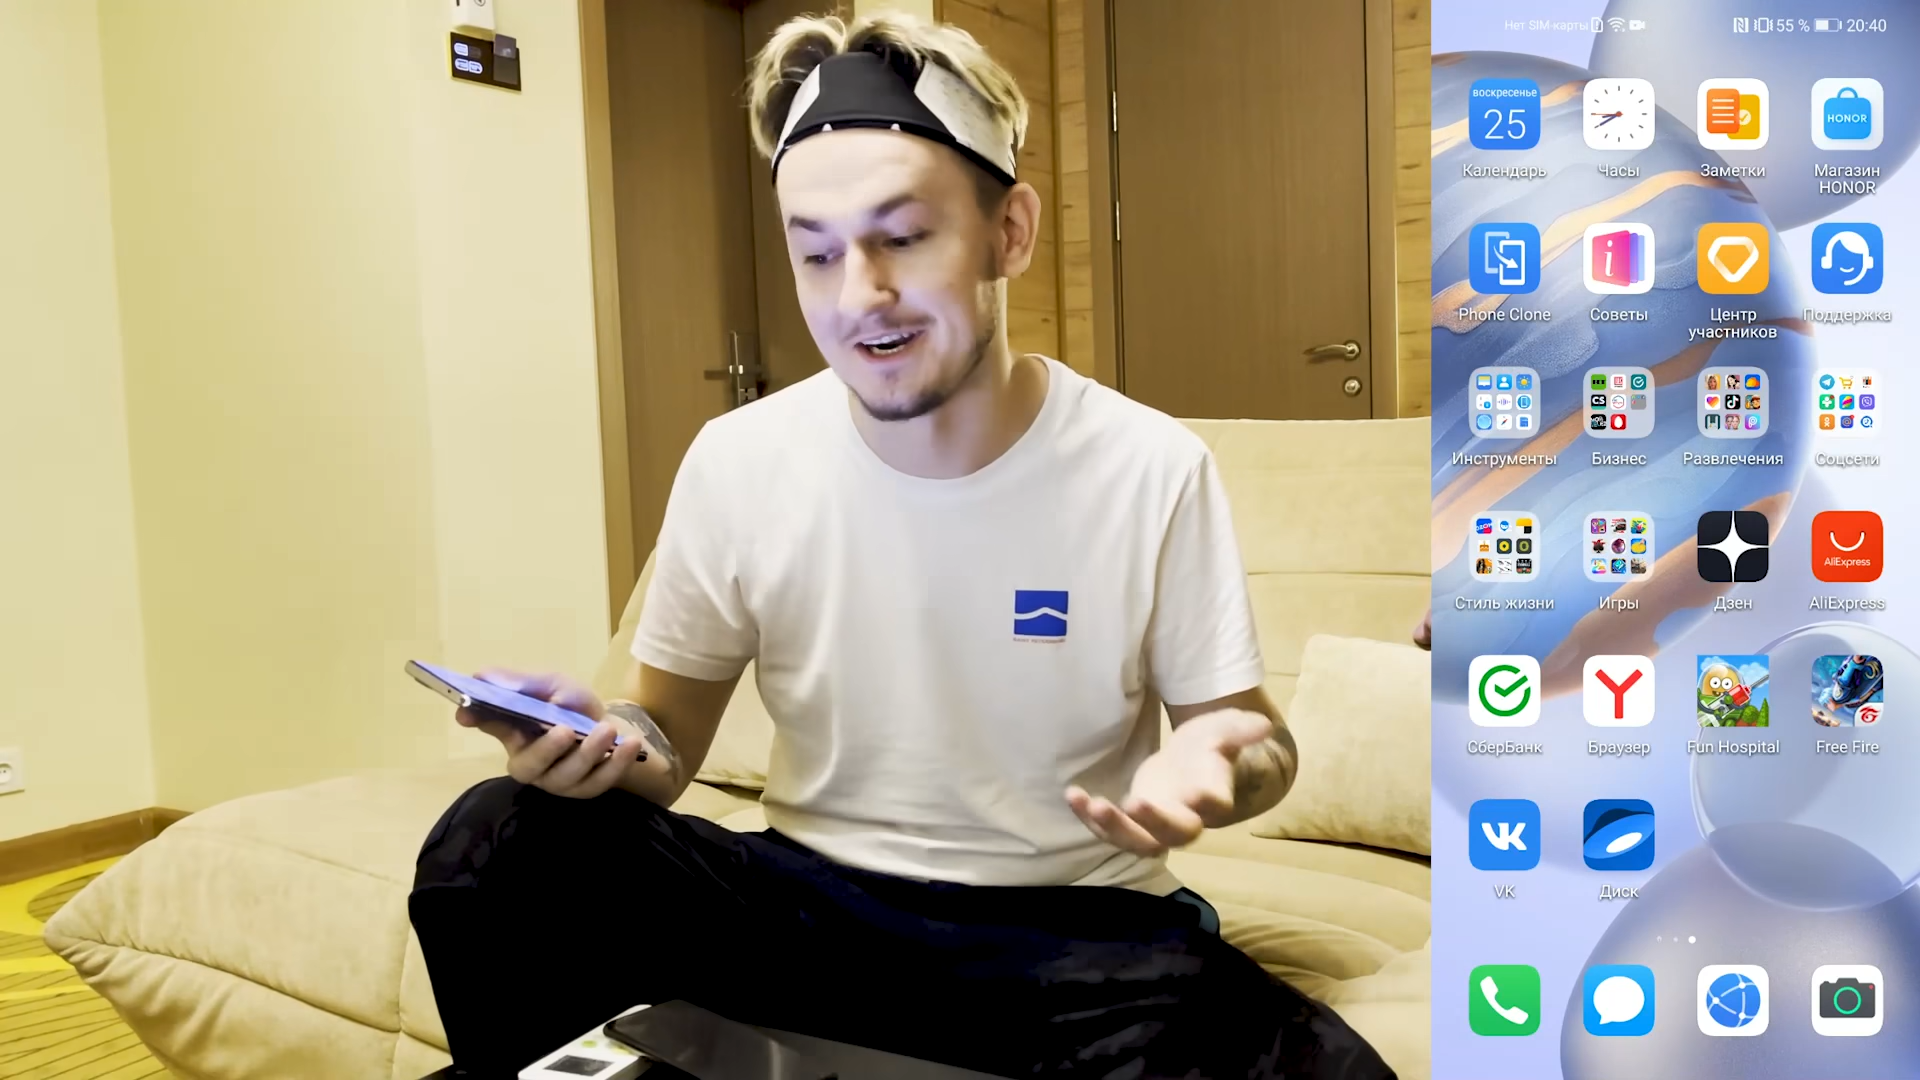 Нет SIM-карты
55 % 20:40
воскресенье
25
HONOR
Календарь
Часы
Заметки
Магазин
HONOR
Phone Clone
Советы
Центр
участников
Поддержка
Инструменты
Бизнес
Развлечения
Соцсети
AliExpress
Стиль жизни
Игры
Дзен
AliExpress
СберБанк
Браузер
Fun Hospital
Free Fire
VK
Диск